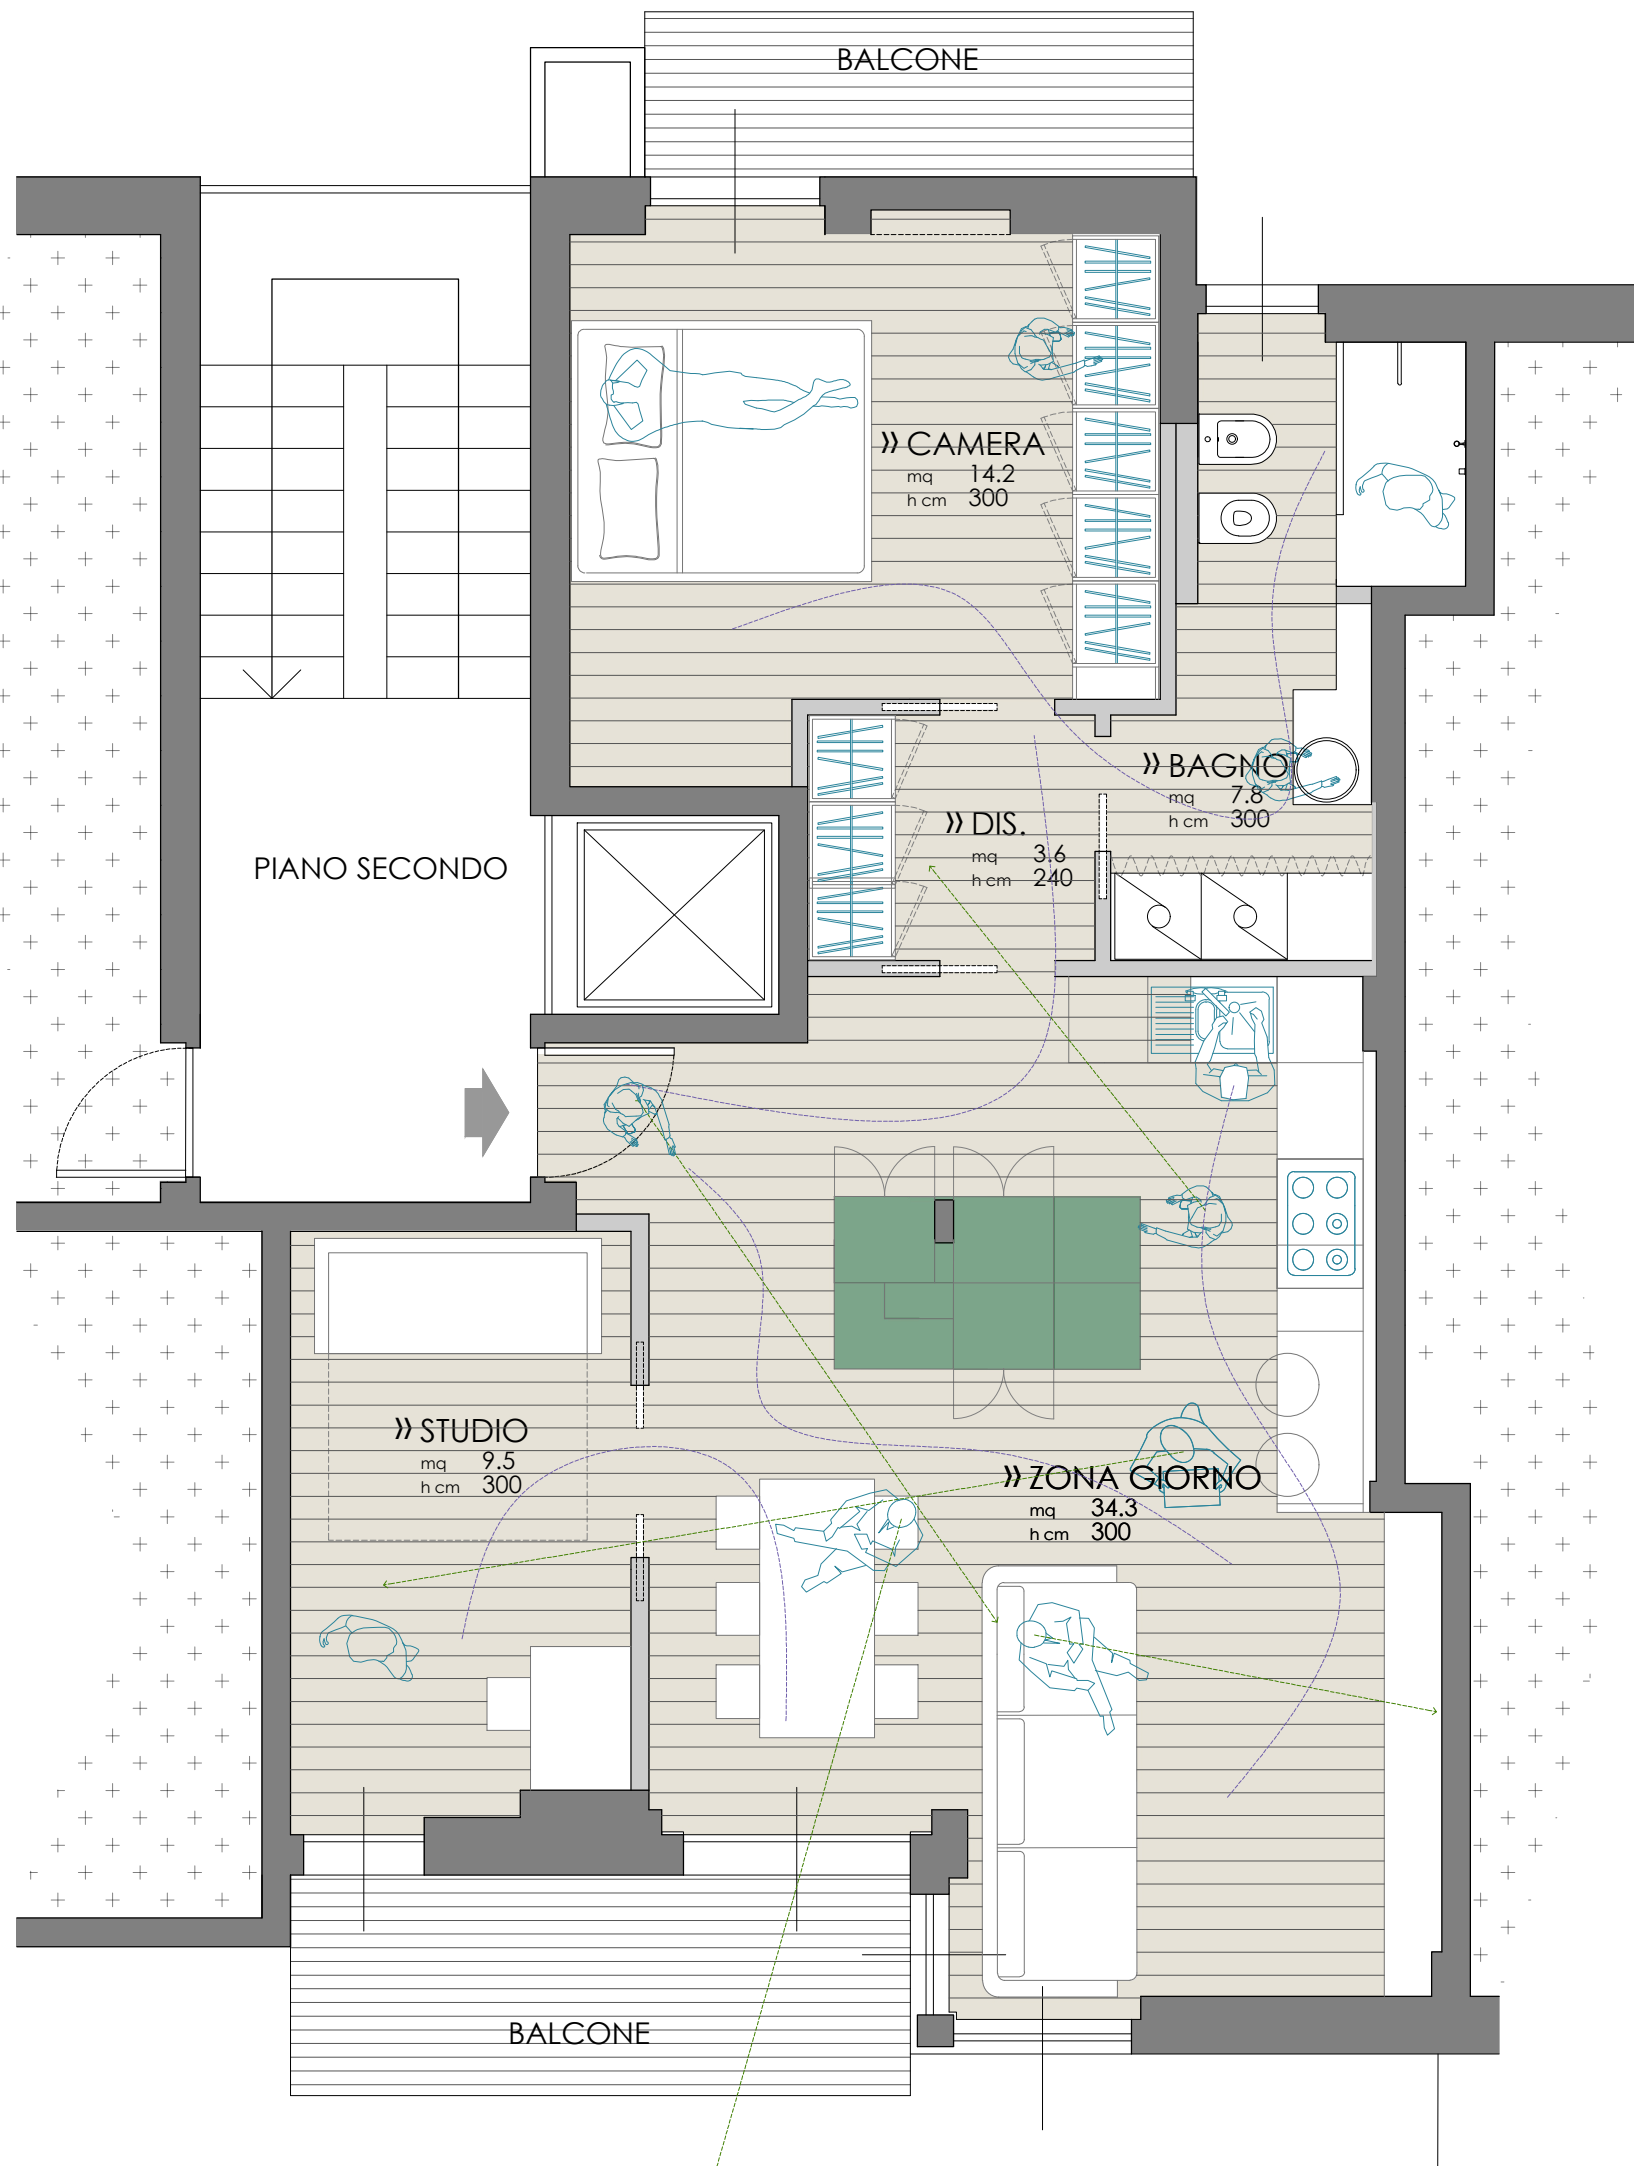 BALCONE
» CAMERA
mq 14.2
h cm 300
» BAGNO
mq 7.8
h cm 300
» DIS.
mq 3.6
h cm 240
PIANO SECONDO
» STUDIO
mq 9.5
h cm 300
» ZONA GIORNO
mq 34.3
h cm 300
BALCONE